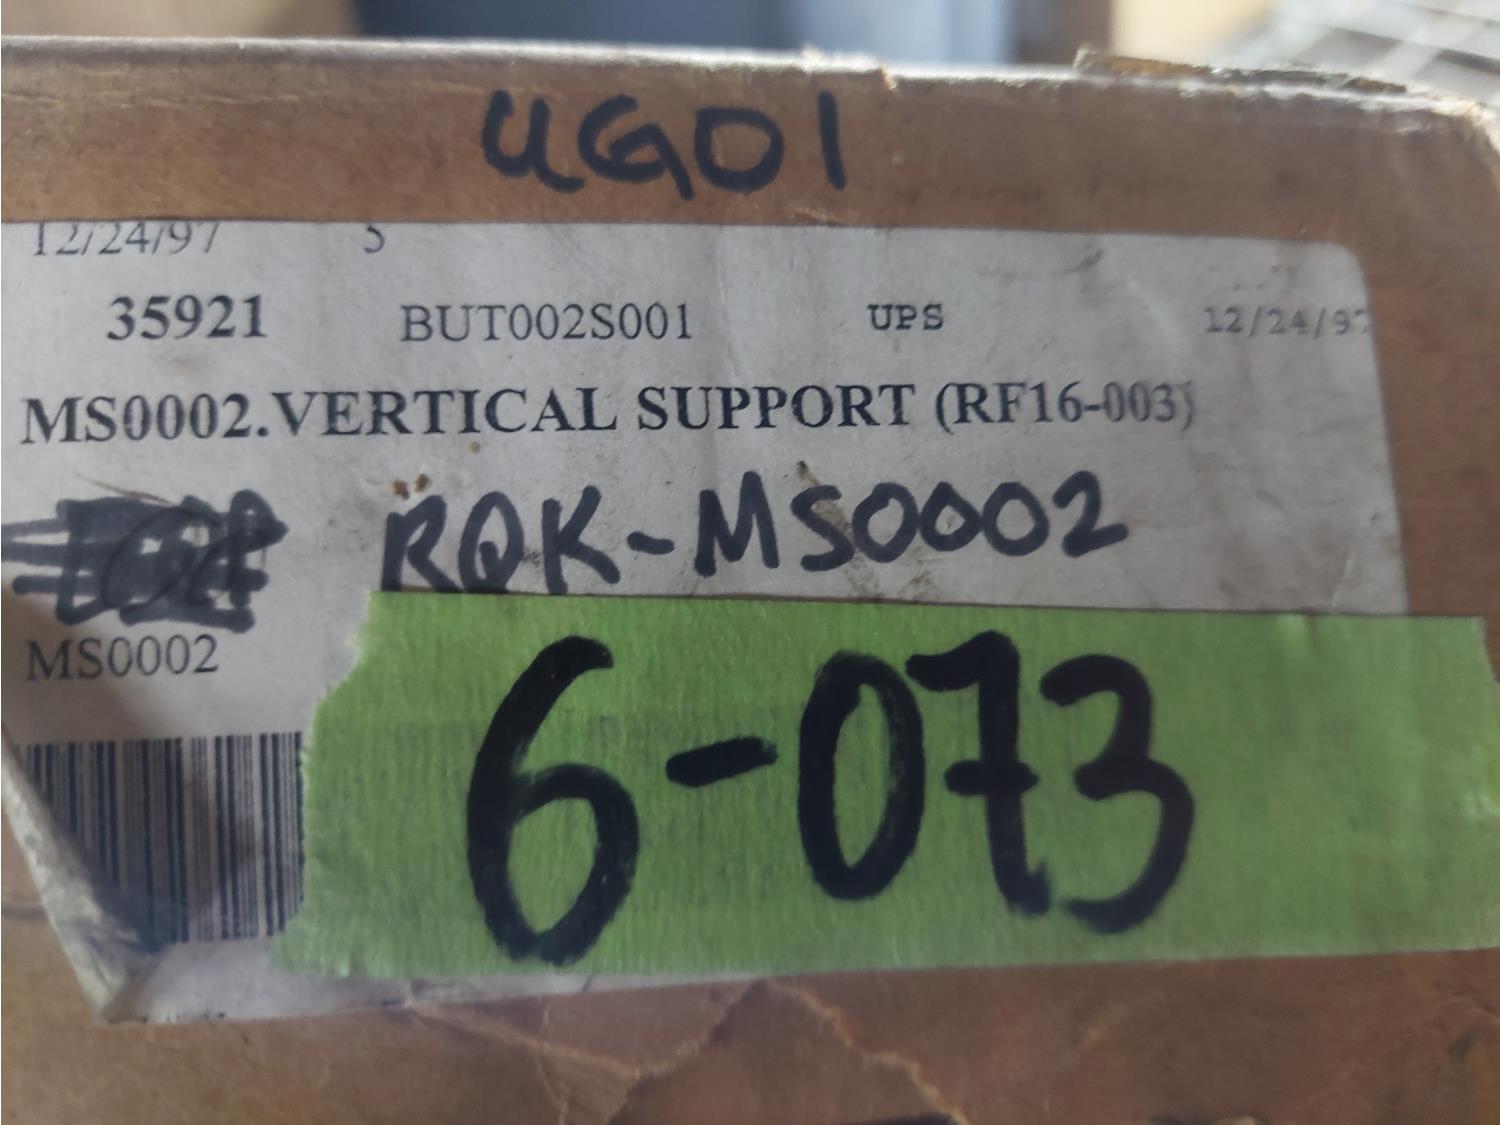 UG01
12/24/97 5
35921 BUT002S001 UPS 12/24/97
MS0002.VERTICAL SUPPORT (RF16-003)
RQK-MS0002
MS0002
6-073